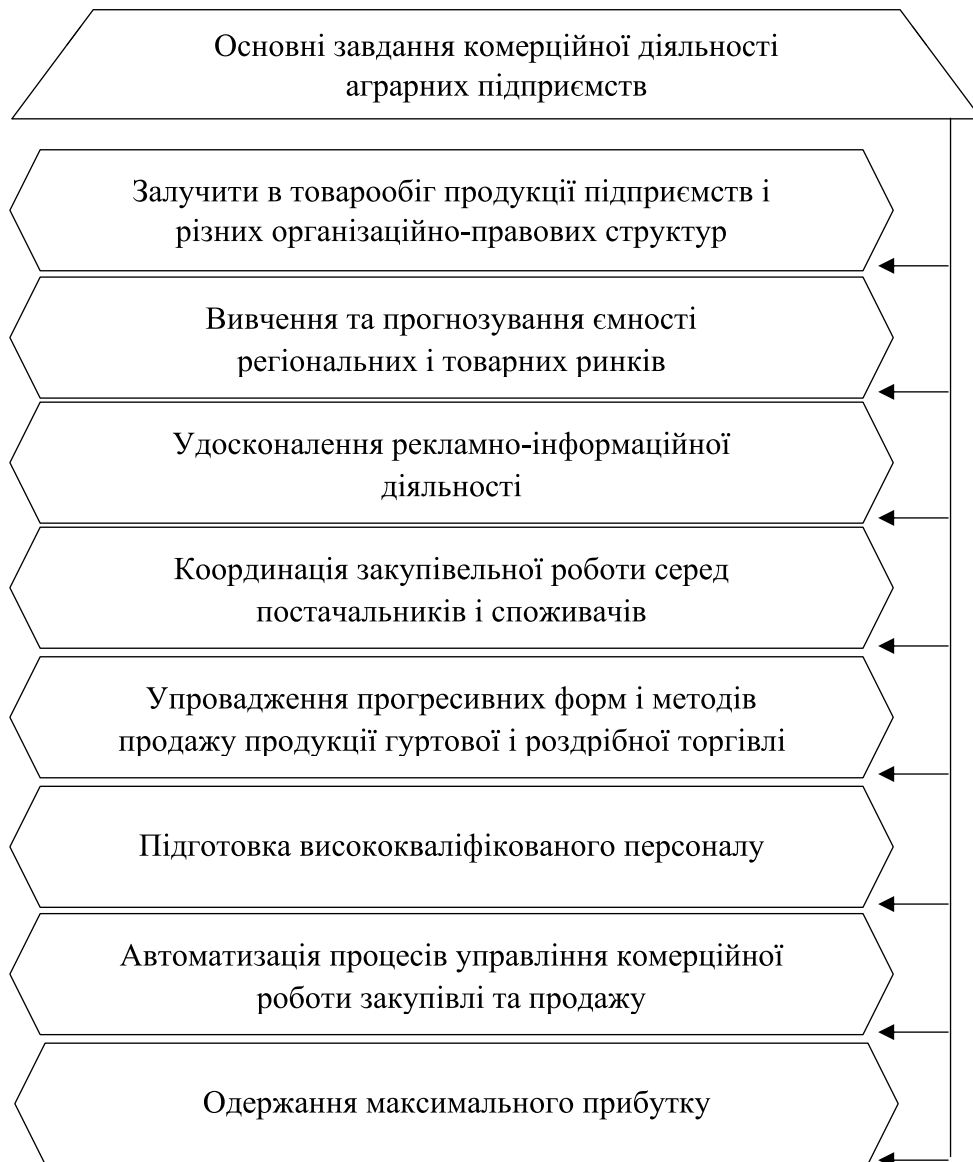 Основні завдання комерційної діяльності
аграрних підприємств
Залучити в товарообіг продукції підприємств і
різних організаційно-правових структур
Вивчення та прогнозування ємності
регіональних і товарних ринків
Удосконалення рекламно-інформаційної
діяльності
Координація закупівельної роботи серед
постачальників і споживачів
Упровадження прогресивних форм і методів
продажу продукції гуртової і роздрібної торгівлі
Підготовка висококваліфікованого персоналу
Автоматизація процесів управління комерційної
роботи закупівлі та продажу
Одержання максимального прибутку